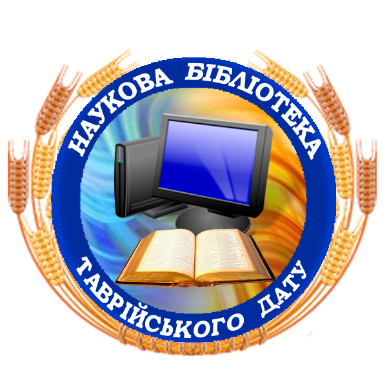 НАУКОВА БІБЛІОТЕКА
ТАВРІЙСЬКОГО ДАТУ